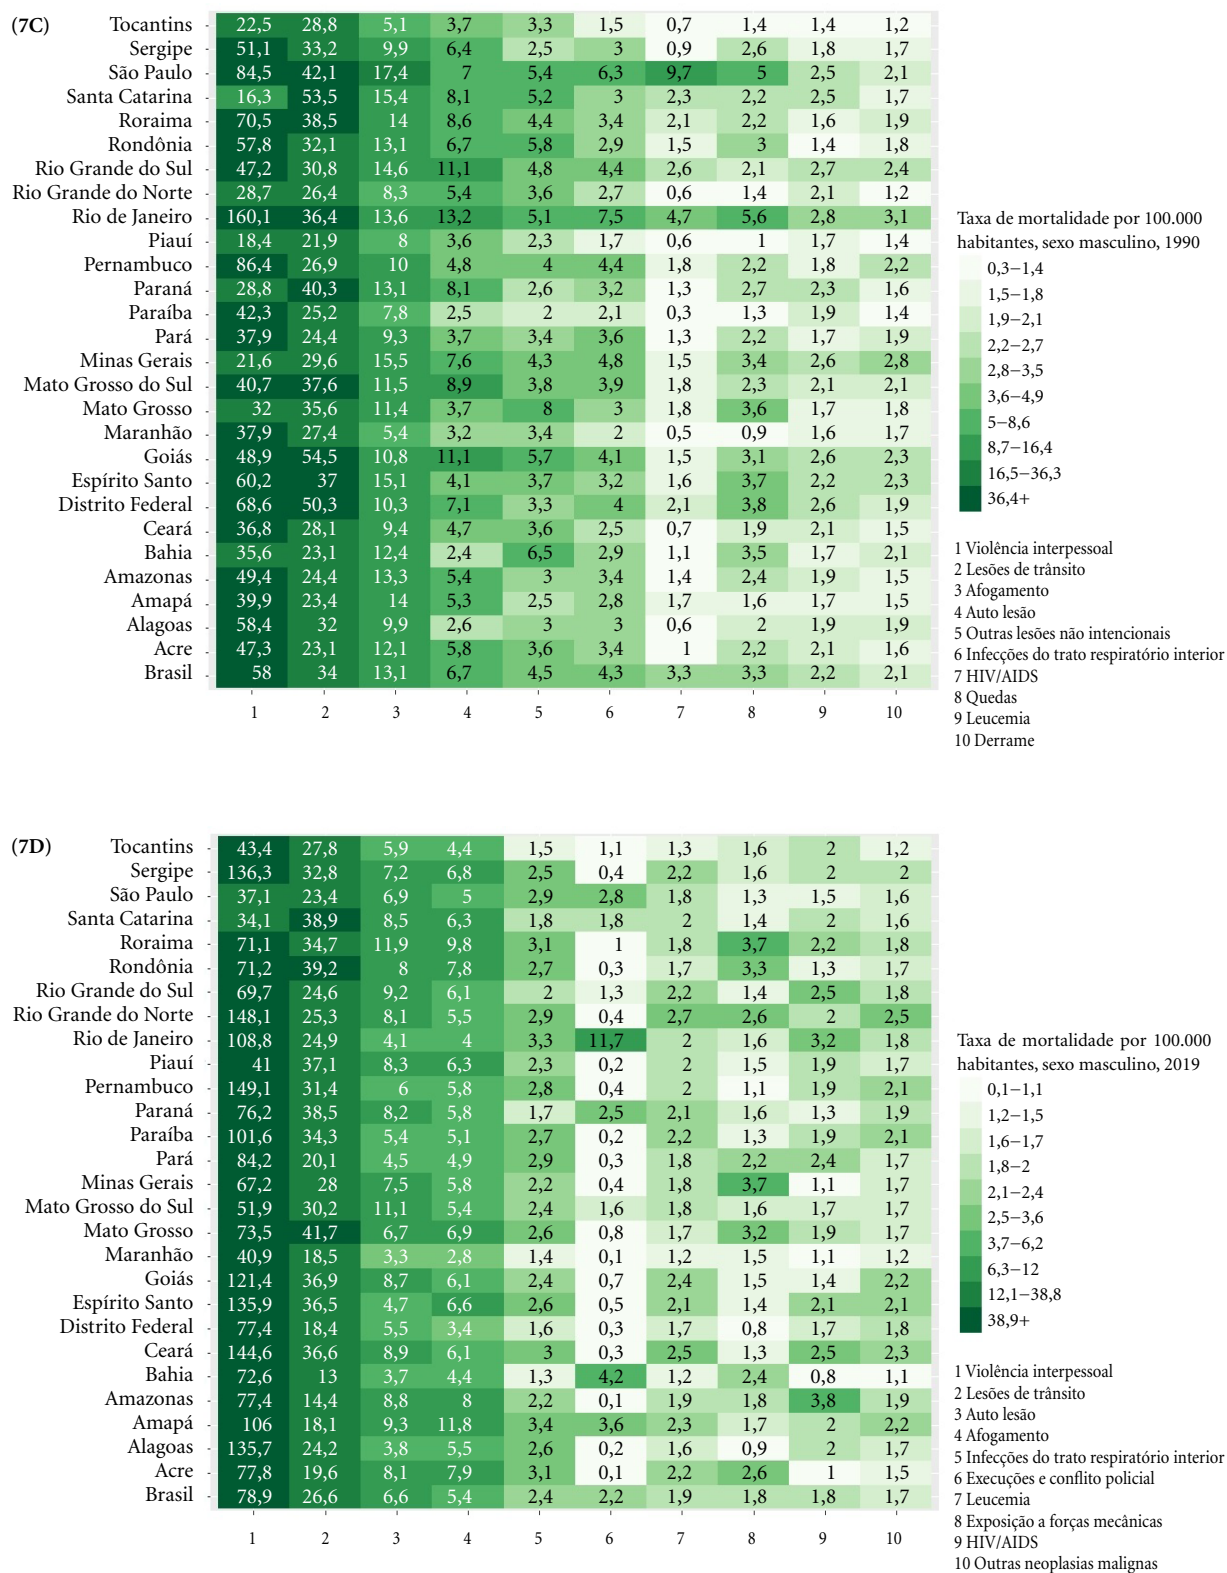 (7C)
Tocantins 22,5 28,8 5,1 3,7 3,3 1,5 0,7 1,4 1,4 1,2
Sergipe 51,1 33,2 9,9 6,4 2,5 3 0,9 2,6 1,8 1,7
São Paulo 84,5 42,1 17,4 7 5,4 6,3 9,7 5 2,5 2,1
Santa Catarina 16,3 53,5 15,4 8,1 5,2 3 2,3 2,2 2,5 1,7
Roraima 70,5 38,5 14 8,6 4,4 3,4 2,1 2,2 1,6 1,9
Rondônia 57,8 32,1 13,1 6,7 5,8 2,9 1,5 3 1,4 1,8
Rio Grande do Sul 47,2 30,8 14,6 11,1 4,8 4,4 2,6 2,1 2,7 2,4
Rio Grande do Norte 28,7 26,4 8,3 5,4 3,6 2,7 0,6 1,4 2,1 1,2
Rio de Janeiro 160,1 36,4 13,6 13,2 5,1 7,5 4,7 5,6 2,8 3,1
Piauí 18,4 21,9 8 3,6 2,3 1,7 0,6 1 1,7 1,4
Pernambuco 86,4 26,9 10 4,8 4 4,4 1,8 2,2 1,8 2,2
Paraná 28,8 40,3 13,1 8,1 2,6 3,2 1,3 2,7 2,3 1,6
Paraíba 42,3 25,2 7,8 2,5 2 2,1 0,3 1,3 1,9 1,4
Pará 37,9 24,4 9,3 3,7 3,4 3,6 1,3 2,2 1,7 1,9
Minas Gerais 21,6 29,6 15,5 7,6 4,3 4,8 1,5 3,4 2,6 2,8
Mato Grosso do Sul 40,7 37,6 11,5 8,9 3,8 3,9 1,8 2,3 2,1 2,1
Mato Grosso 32 35,6 11,4 3,7 8 3 1,8 3,6 1,7 1,8
Maranhão 37,9 27,4 5,4 3,2 3,4 2 0,5 0,9 1,6 1,7
Goiás 48,9 54,5 10,8 11,1 5,7 4,1 1,5 3,1 2,6 2,3
Espírito Santo 60,2 37 15,1 4,1 3,7 3,2 1,6 3,7 2,2 2,3
Distrito Federal 68,6 50,3 10,3 7,1 3,3 4 2,1 3,8 2,6 1,9
Ceará 36,8 28,1 9,4 4,7 3,6 2,5 0,7 1,9 2,1 1,5
Bahia 35,6 23,1 12,4 2,4 6,5 2,9 1,1 3,5 1,7 2,1
Amazonas 49,4 24,4 13,3 5,4 3 3,4 1,4 2,4 1,9 1,5
Amapá 39,9 23,4 14 5,3 2,5 2,8 1,7 1,6 1,7 1,5
Alagoas 58,4 32 9,9 2,6 3 3 0,6 2 1,9 1,9
Acre 47,3 23,1 12,1 5,8 3,6 3,4 1 2,2 2,1 1,6
Brasil 58 34 13,1 6,7 4,5 4,3 3,3 3,3 2,2 2,1
1 2 3 4 5 6 7 8 9 10
Taxa de mortalidade por 100.000
habitantes, sexo masculino, 1990
0,3–1,4
1,5–1,8
1,9–2,1
2,2–2,7
2,8–3,5
3,6–4,9
5–8,6
8,7–16,4
16,5–36,3
36,4+
1 Violência interpessoal
2 Lesões de trânsito
3 Afogamento
4 Auto lesão
5 Outras lesões não intencionais
6 Infecções do trato respiratório interior
7 HIV/AIDS
8 Quedas
9 Leucemia
10 Derrame
(7D)
Tocantins 43,4 27,8 5,9 4,4 1,5 1,1 1,3 1,6 2 1,2
Sergipe 136,3 32,8 7,2 6,8 2,5 0,4 2,2 1,6 2 2
São Paulo 37,1 23,4 6,9 5 2,9 2,8 1,8 1,3 1,5 1,6
Santa Catarina 34,1 38,9 8,5 6,3 1,8 1,8 2 1,4 2 1,6
Roraima 71,1 34,7 11,9 9,8 3,1 1 1,8 3,7 2,2 1,8
Rondônia 71,2 39,2 8 7,8 2,7 0,3 1,7 3,3 1,3 1,7
Rio Grande do Sul 69,7 24,6 9,2 6,1 2 1,3 2,2 1,4 2,5 1,8
Rio Grande do Norte 148,1 25,3 8,1 5,5 2,9 0,4 2,7 2,6 2 2,5
Rio de Janeiro 108,8 24,9 4,1 4 3,3 11,7 2 1,6 3,2 1,8
Piauí 41 37,1 8,3 6,3 2,3 0,2 2 1,5 1,9 1,7
Pernambuco 149,1 31,4 6 5,8 2,8 0,4 2 1,1 1,9 2,1
Paraná 76,2 38,5 8,2 5,8 1,7 2,5 2,1 1,6 1,3 1,9
Paraíba 101,6 34,3 5,4 5,1 2,7 0,2 2,2 1,3 1,9 2,1
Pará 84,2 20,1 4,5 4,9 2,9 0,3 1,8 2,2 2,4 1,7
Minas Gerais 67,2 28 7,5 5,8 2,2 0,4 1,8 3,7 1,1 1,7
Mato Grosso do Sul 51,9 30,2 11,1 5,4 2,4 1,6 1,8 1,6 1,7 1,7
Mato Grosso 73,5 41,7 6,7 6,9 2,6 0,8 1,7 3,2 1,9 1,7
Maranhão 40,9 18,5 3,3 2,8 1,4 0,1 1,2 1,5 1,1 1,2
Goiás 121,4 36,9 8,7 6,1 2,4 0,7 2,4 1,5 1,4 2,2
Espírito Santo 135,9 36,5 4,7 6,6 2,6 0,5 2,1 1,4 2,1 2,1
Distrito Federal 77,4 18,4 5,5 3,4 1,6 0,3 1,7 0,8 1,7 1,8
Ceará 144,6 36,6 8,9 6,1 3 0,3 2,5 1,3 2,5 2,3
Bahia 72,6 13 3,7 4,4 1,3 4,2 1,2 2,4 0,8 1,1
Amazonas 77,4 14,4 8,8 8 2,2 0,1 1,9 1,8 3,8 1,9
Amapá 106 18,1 9,3 11,8 3,4 3,6 2,3 1,7 2 2,2
Alagoas 135,7 24,2 3,8 5,5 2,6 0,2 1,6 0,9 2 1,7
Acre 77,8 19,6 8,1 7,9 3,1 0,1 2,2 2,6 1 1,5
Brasil 78,9 26,6 6,6 5,4 2,4 2,2 1,9 1,8 1,8 1,7
1 2 3 4 5 6 7 8 9 10
Taxa de mortalidade por 100.000
habitantes, sexo masculino, 2019
0,1–1,1
1,2–1,5
1,6–1,7
1,8–2
2,1–2,4
2,5–3,6
3,7–6,2
6,3–12
12,1–38,8
38,9+
1 Violência interpessoal
2 Lesões de trânsito
3 Auto lesão
4 Afogamento
5 Infecções do trato respiratório interior
6 Execuções e conflito policial
7 Leucemia
8 Exposição a forças mecânicas
9 HIV/AIDS
10 Outras neoplasias malignas